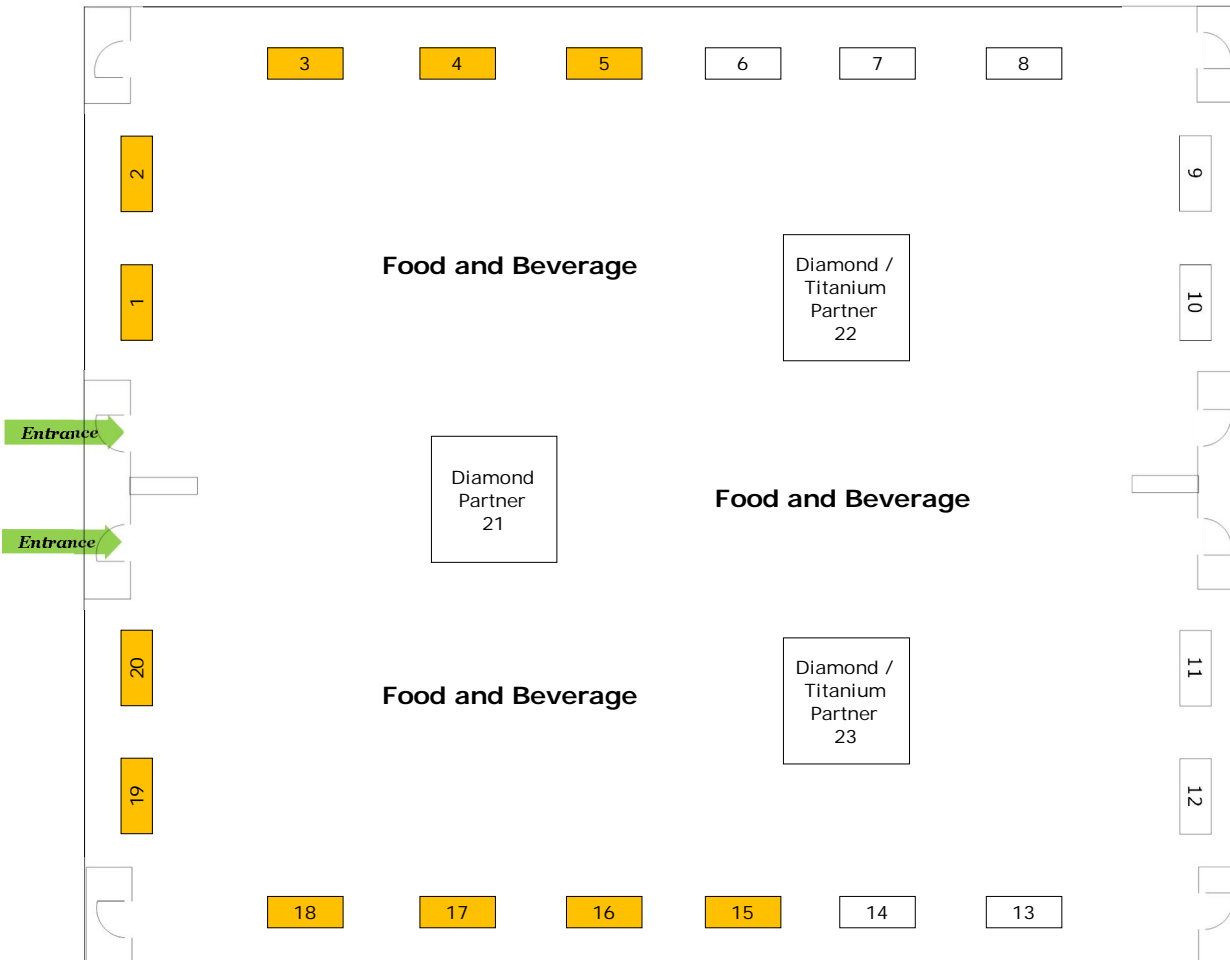 3
4
5
6
7
8
2
9
Food and Beverage
Diamond /
Titanium
Partner
22
1
10
Entrance
Diamond
Partner
21
Food and Beverage
Entrance
20
11
Food and Beverage
Diamond /
Titanium
Partner
23
19
12
18
17
16
15
14
13